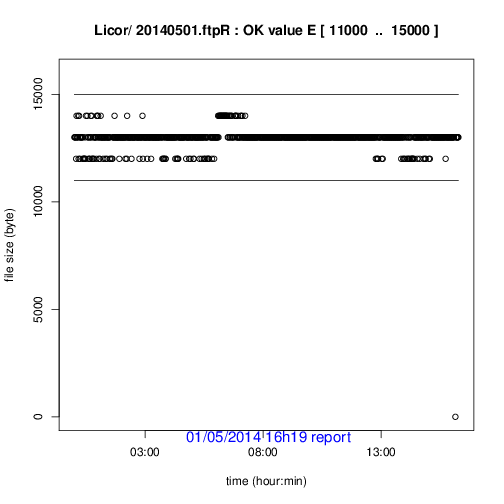 Licor/ 20140501.ftpR : OK value E [ 11000  ..  15000 ]
15000
10000
5000
0
file size (byte)
01/05/2014 16h19 report
03:00 08:00 13:00
time (hour:min)